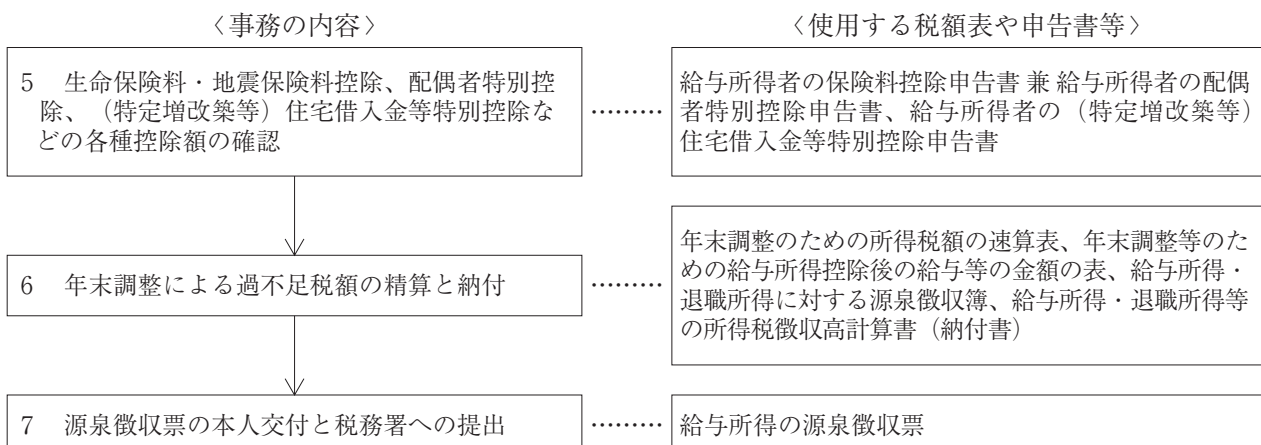 〈事務の内容〉
〈使用する税額表や申告書等〉
5 生命保険料・地震保険料控除、配偶者特別控
除、（特定増改築等）住宅借入金等特別控除な
どの各種控除額の確認
………
給与所得者の保険料控除申告書 兼 給与所得者の配偶
者特別控除申告書、給与所得者の（特定増改築等）
住宅借入金等特別控除申告書
6 年末調整による過不足税額の精算と納付
………
年末調整のための所得税額の速算表、年末調整等のた
めの給与所得控除後の給与等の金額の表、給与所得・
退職所得に対する源泉徴収簿、給与所得・退職所得等
の所得税徴収高計算書（納付書）
7 源泉徴収票の本人交付と税務署への提出
………
給与所得の源泉徴収票